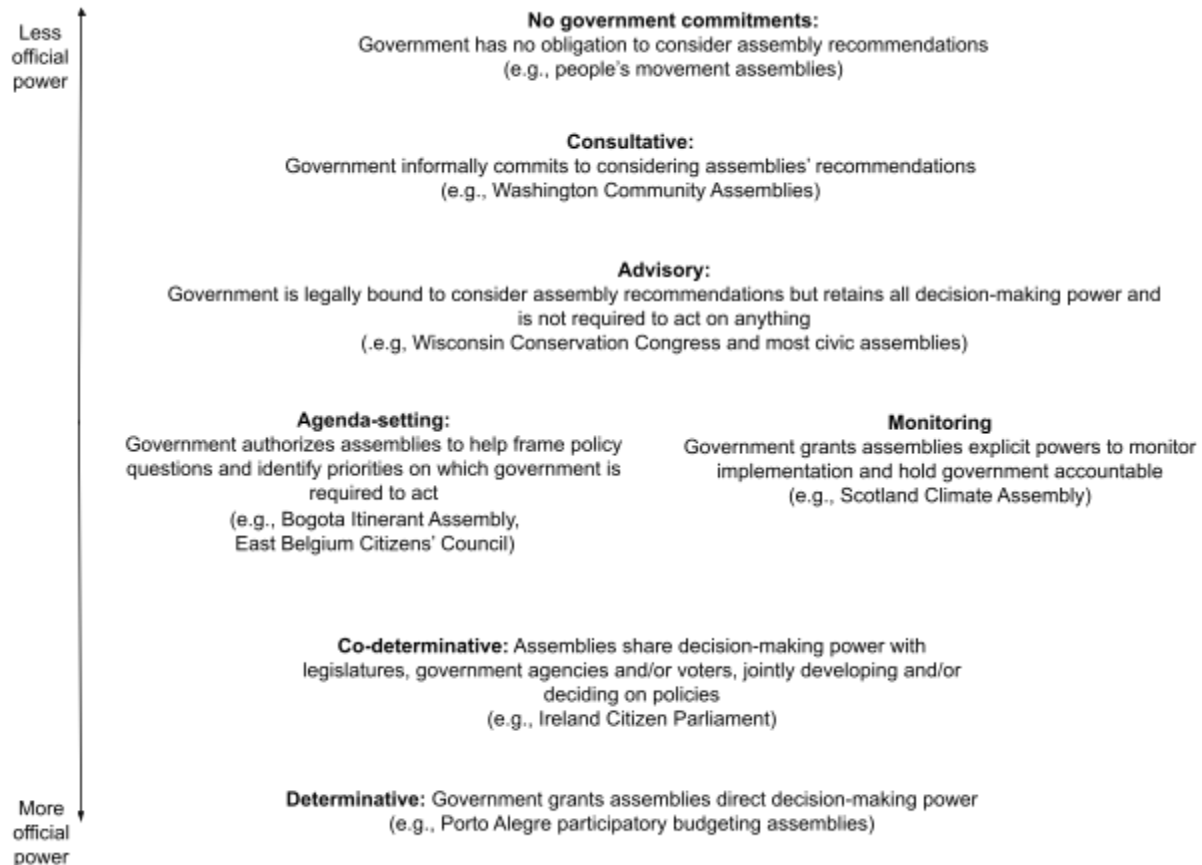 Less
official
power
No government commitments:
Government has no obligation to consider assembly recommendations
(e.g., people's movement assemblies)
Consultative:
Government informally commits to considering assemblies' recommendations
(e.g., Washington Community Assemblies)
Advisory:
Government is legally bound to consider assembly recommendations but retains all decision-making power and
is not required to act on anything
(.e.g, Wisconsin Conservation Congress and most civic assemblies)
Agenda-setting:
Government authorizes assemblies to help frame policy
questions and identify priorities on which government is
required to act
(e.g., Bogota Itinerant Assembly,
East Belgium Citizens' Council)
Monitoring
Government grants assemblies explicit powers to monitor
implementation and hold government accountable
(e.g., Scotland Climate Assembly)
Co-determinative: Assemblies share decision-making power with
legislatures, government agencies and/or voters, jointly developing and/or
deciding on policies
(e.g., Ireland Citizen Parliament)
Determinative: Government grants assemblies direct decision-making power
(e.g., Porto Alegre participatory budgeting assemblies)
More
official
power